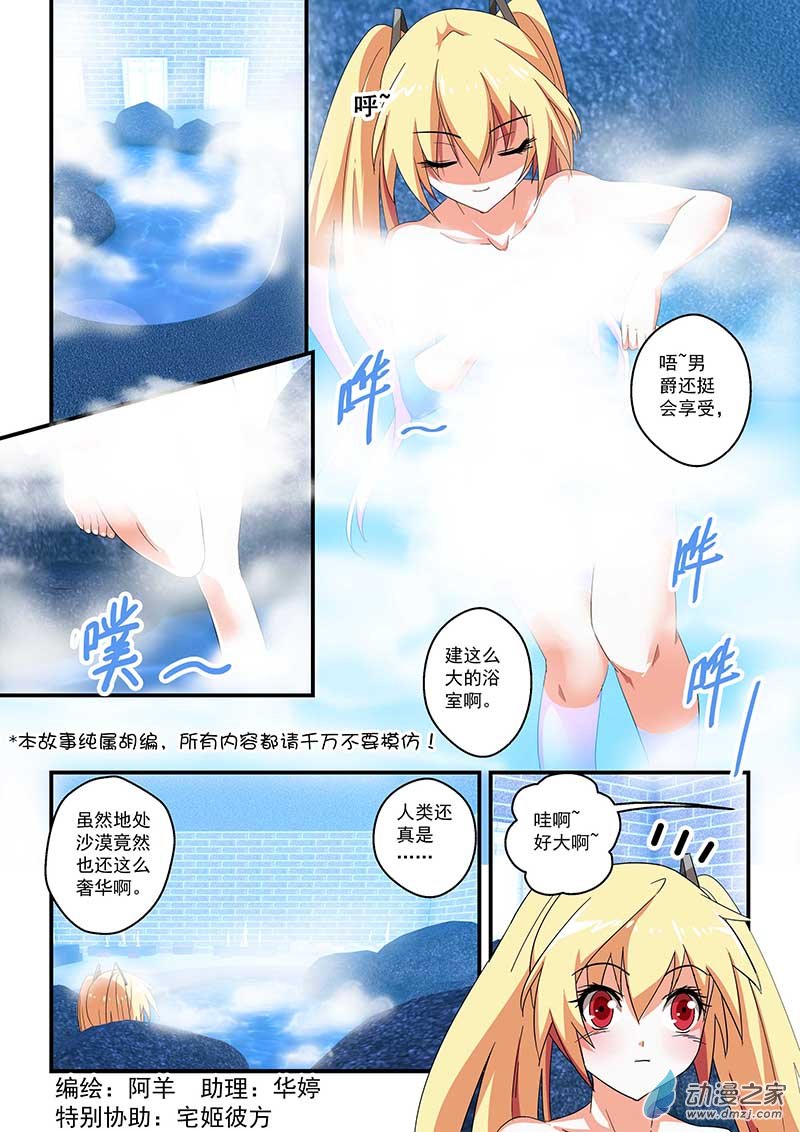 呼~
唔~男
爵还挺
会享受，
哗~
哗
哗
噗~
建这么
大的浴
室啊。
*本故事纯属胡编，所有内容都请千万不要模仿！
虽然地处
沙漠竟然
也还这么
奢华啊。
人类还
真是
……
哇啊~
好大啊~
!!!
编绘：阿羊 助理：华婷
特别协助：宅姬彼方
动漫之家
www.dmzj.com